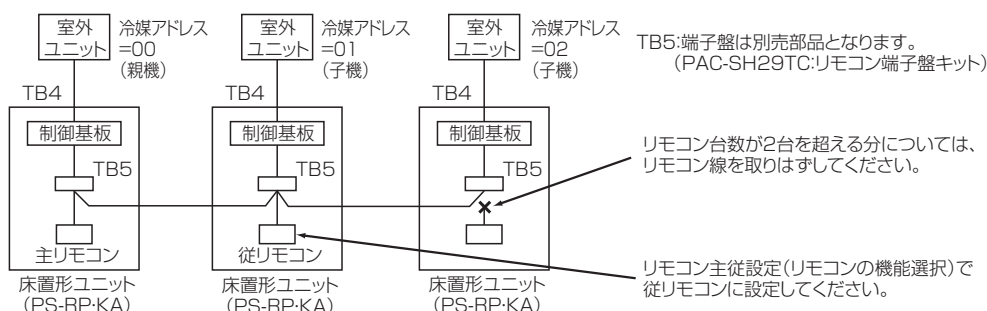 室外
ユニット
冷媒アドレス
=00
(親機)
室外
ユニット
冷媒アドレス
=01
(子機)
室外
ユニット
冷媒アドレス
=02
(子機)
TB5:端子盤は別売部品となります。
(PAC-SH29TC:リモコン端子盤キット)
TB4
TB4
TB4
制御基板
制御基板
制御基板
TB5
TB5
TB5
リモコン台数が2台を超える分については、
リモコン線を取りはずしてください。
主リモコン
従リモコン
リモコン主従設定(リモコンの機能選択)で
従リモコンに設定してください。
床置形ユニット
(PS-RP・KA)
床置形ユニット
(PS-RP・KA)
床置形ユニット
(PS-RP・KA)